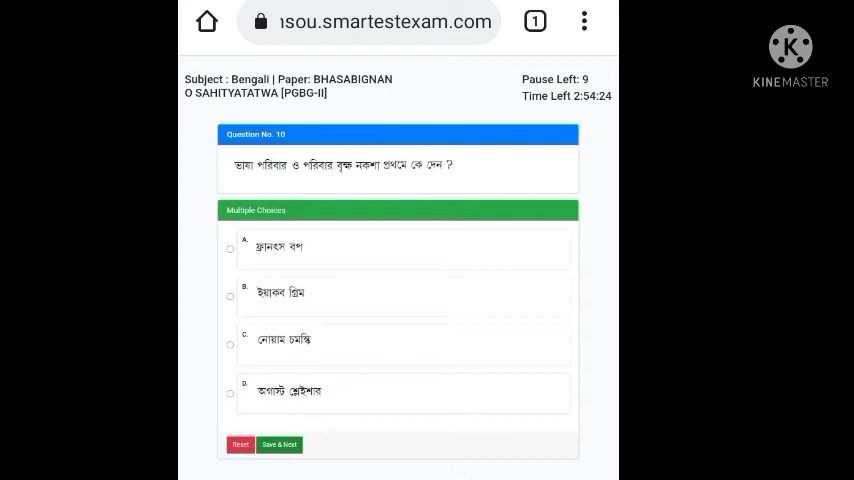 nsou.smartestexam.com
1
Subject : Bengali | Paper: BHASABIGNAN
O SAHITYATATWA [PGBG-II]
Pause Left: 9
Time Left 2:54:24
K
KINEMASTER
Question No. 10
ভাষা পরিবার ও পরিবার বৃক্ষ নকশা প্রথমে কে দেন ?
Multiple Choices
A. ফ্রানৎস বপ
B. ইয়াকব গ্রিম
C. নোয়াম চমস্কি
D. অগাস্ট শ্লেইশার
Reset
Save & Next